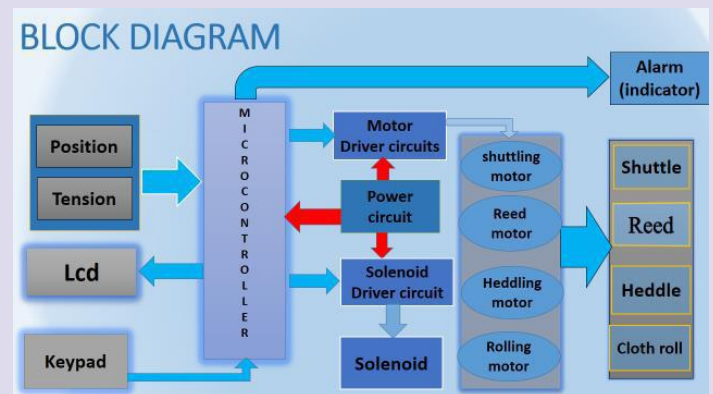 BLOCK DIAGRAM
Alarm
(indicator)
Position
Tension
Lcd
Keypad
MICROCONTROLLER
Motor
Driver circuits
Power
circuit
Solenoid
Driver circuit
Solenoid
shuttling
motor
Reed
motor
Heddling
motor
Rolling
motor
Shuttle
Reed
Heddle
Cloth roll